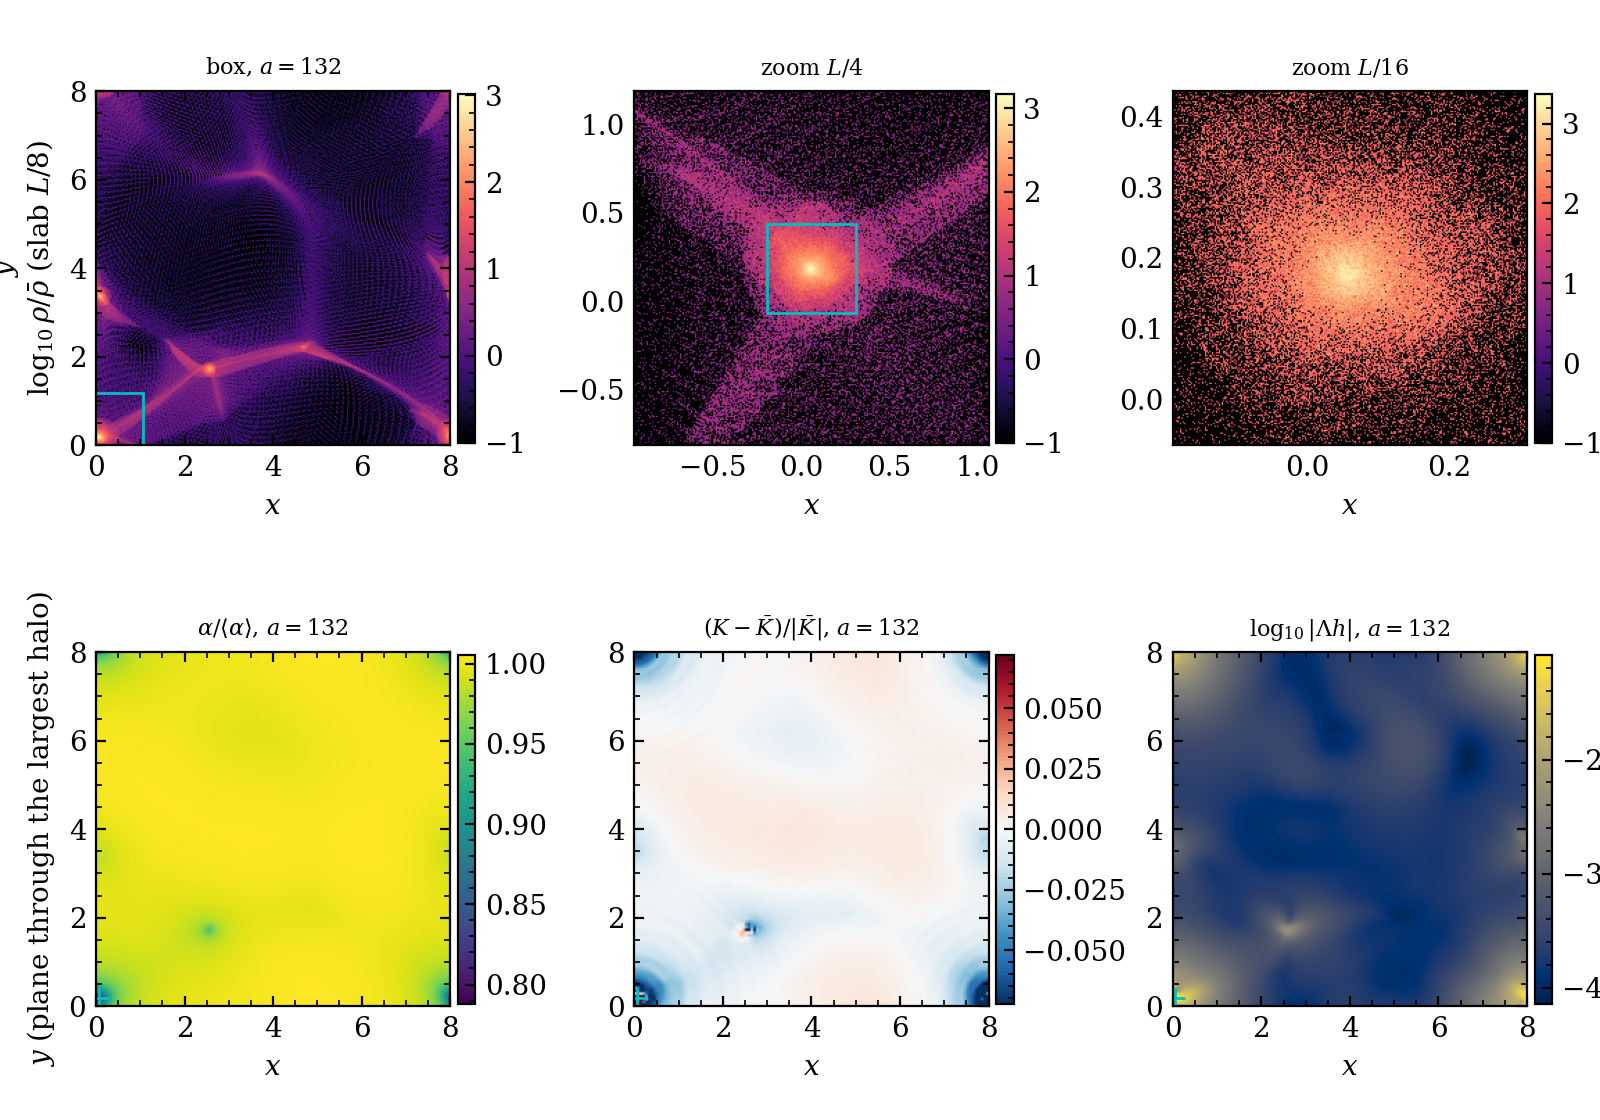 box, a = 132
zoom L/4
zoom L/16
y
log₁₀ ρ/ρ̄ (slab L/8)
8
6
4
2
0
0 2 4 6 8
x
3
2
1
0
−1
1.0
0.5
0.0
−0.5
−0.5 0.0 0.5 1.0
x
3
2
1
0
−1
0.4
0.3
0.2
0.1
0.0
0.0 0.2
x
3
2
1
0
−1
α/⟨α⟩, a = 132
(K − K̄)/|K̄|, a = 132
log₁₀ |Λh|, a = 132
y (plane through the largest halo)
8
6
4
2
0
0 2 4 6 8
x
1.00
0.95
0.90
0.85
0.80
8
6
4
2
0
0 2 4 6 8
x
0.050
0.025
0.000
−0.025
−0.050
8
6
4
2
0
0 2 4 6 8
x
−2
−3
−4